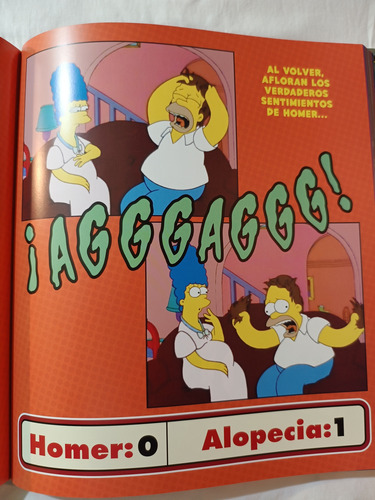 AL VOLVER,
AFLORAN LOS
VERDADEROS
SENTIMIENTOS
DE HOMER...
¡AGGGAGGG!
Homer: 0
Alopecia: 1